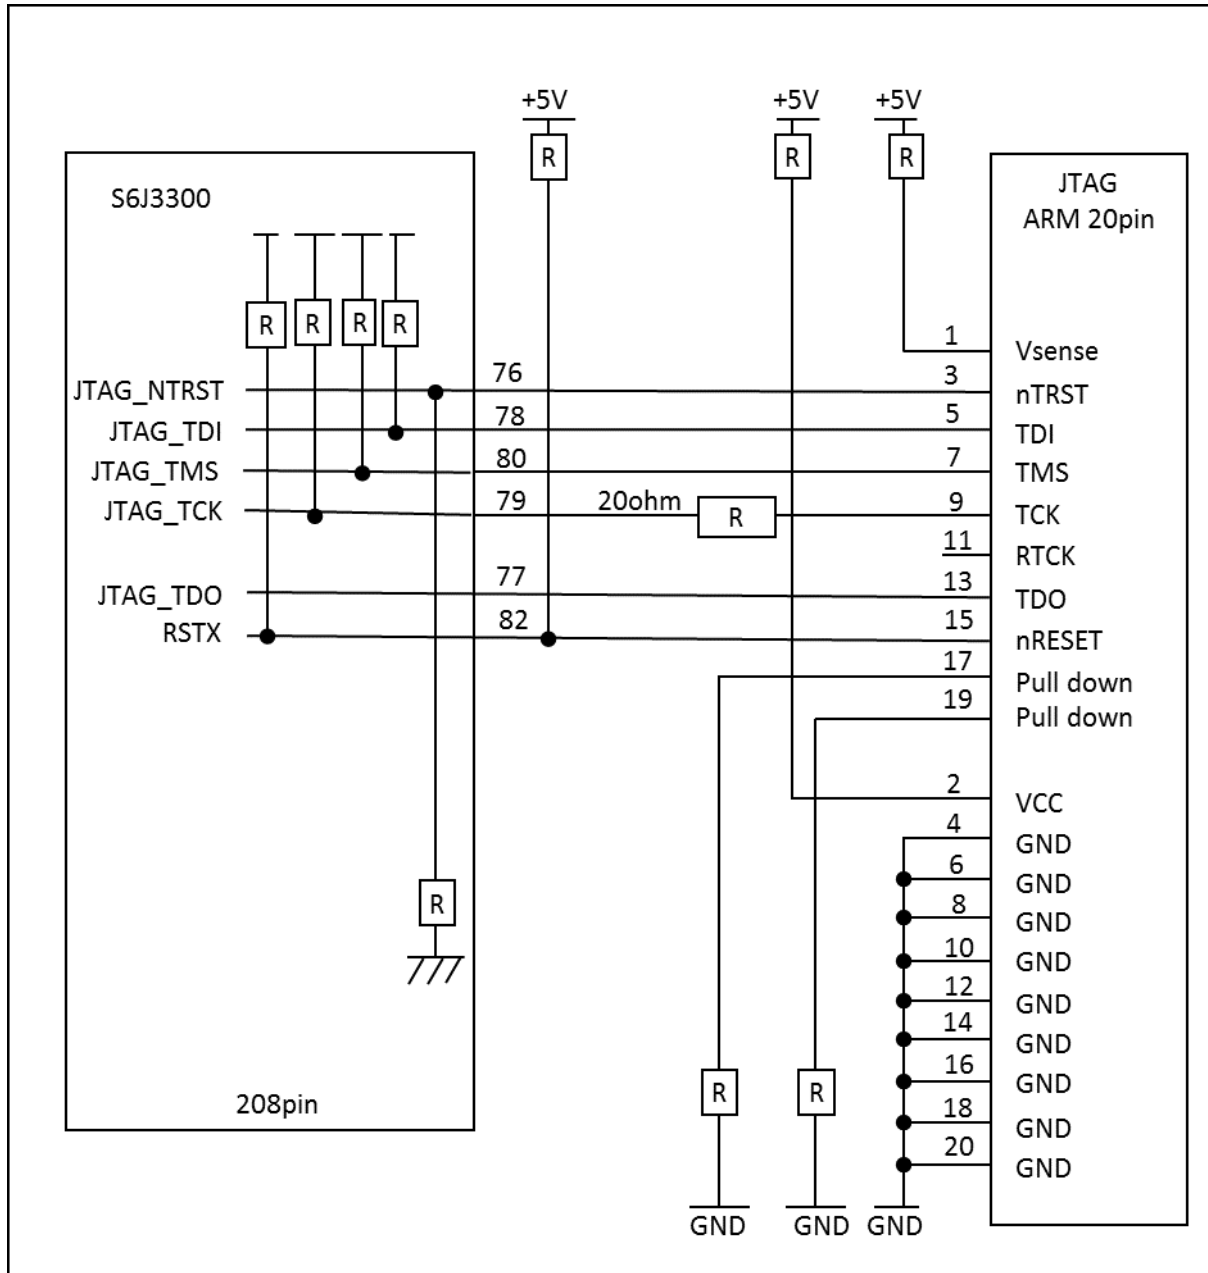 +5V +5V +5V
R R R
S6J3300
JTAG
ARM 20pin
R R R R
1 Vsense
JTAG_NTRST 76 3 nTRST
JTAG_TDI 78 5 TDI
JTAG_TMS 80 7 TMS
JTAG_TCK 79 20ohm R 9 TCK
11 RTCK
JTAG_TDO 77 13 TDO
RSTX 82 15 nRESET
17 Pull down
19 Pull down
2 VCC
4 GND
6 GND
R
8 GND
10 GND
12 GND
14 GND
16 GND
R R
208pin
18 GND
20 GND
GND GND GND